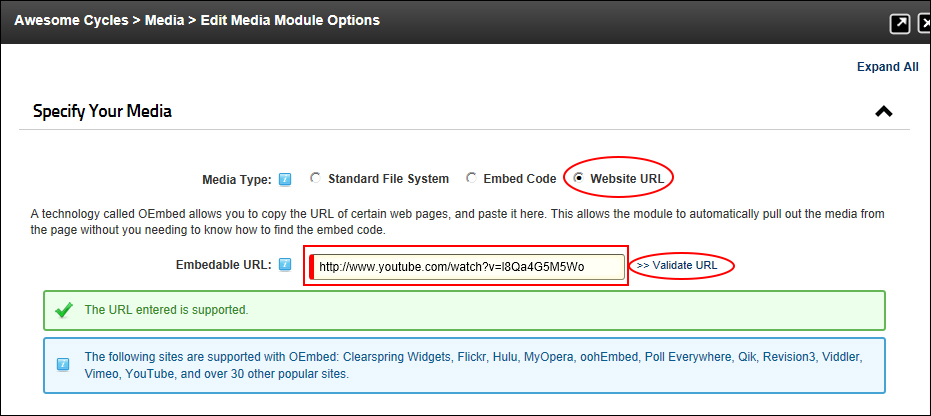 Awesome Cycles > Media > Edit Media Module Options
Expand All
Specify Your Media
Media Type: Standard File System Embed Code Website URL
A technology called OEmbed allows you to copy the URL of certain web pages, and paste it here. This allows the module to automatically pull out the media from
the page without you needing to know how to find the embed code.
Embedable URL: http://www.youtube.com/watch?v=l8Qa4G5M5Wo >> Validate URL
The URL entered is supported.
The following sites are supported with OEmbed: Clearspring Widgets, Flickr, Hulu, MyOpera, oohEmbed, Poll Everywhere, Qik, Revision3, Viddler,
Vimeo, YouTube, and over 30 other popular sites.